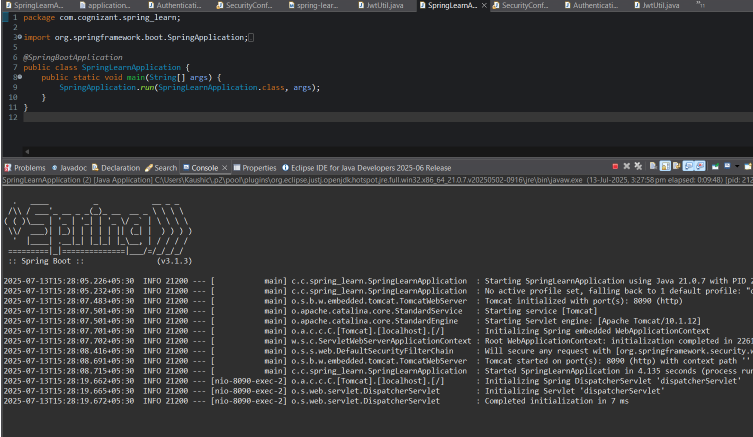 SpringLearnA... application... Authenticati... SecurityConf... spring-lear... JwtUtil.java SpringLearnA... SecurityConf... Authenticati... JwtUtil.java
1 package com.cognizant.spring_learn;
2
3 import org.springframework.boot.SpringApplication;
5
6 @SpringBootApplication
7 public class SpringLearnApplication {
8 public static void main(String[] args) {
9 SpringApplication.run(SpringLearnApplication.class, args);
10 }
11 }
12
Problems Javadoc Declaration Search Console Properties Eclipse IDE for Java Developers 2025-06 Release
SpringLearnApplication (2) [Java Application] C:\Users\Kaushic\.p2\pool\plugins\org.eclipse.justj.openjdk.hotspot.jre.full.win32.x86_64_21.0.7.v20250502-0916\jre\bin\javaw.exe (13-Jul-2025, 3:27:58 pm elapsed: 0:09:48) [pid: 212
:: Spring Boot :: (v3.1.3)
2025-07-13T15:28:05.226+05:30 INFO 21200 --- [ main] c.c.spring_learn.SpringLearnApplication : Starting SpringLearnApplication using Java 21.0.7 with PID 2
2025-07-13T15:28:05.232+05:30 INFO 21200 --- [ main] c.c.spring_learn.SpringLearnApplication : No active profile set, falling back to 1 default profile: "d
2025-07-13T15:28:07.483+05:30 INFO 21200 --- [ main] o.s.b.w.embedded.tomcat.TomcatWebServer : Tomcat initialized with port(s): 8090 (http)
2025-07-13T15:28:07.501+05:30 INFO 21200 --- [ main] o.apache.catalina.core.StandardService : Starting service [Tomcat]
2025-07-13T15:28:07.501+05:30 INFO 21200 --- [ main] o.apache.catalina.core.StandardEngine : Starting Servlet engine: [Apache Tomcat/10.1.12]
2025-07-13T15:28:07.701+05:30 INFO 21200 --- [ main] o.a.c.c.C.[Tomcat].[localhost].[/] : Initializing Spring embedded WebApplicationContext
2025-07-13T15:28:07.702+05:30 INFO 21200 --- [ main] w.s.c.ServletWebServerApplicationContext : Root WebApplicationContext: initialization completed in 2261
2025-07-13T15:28:08.416+05:30 INFO 21200 --- [ main] o.s.s.web.DefaultSecurityFilterChain : Will secure any request with [org.springframework.security.w
2025-07-13T15:28:08.691+05:30 INFO 21200 --- [ main] o.s.b.w.embedded.tomcat.TomcatWebServer : Tomcat started on port(s): 8090 (http) with context path ''
2025-07-13T15:28:08.715+05:30 INFO 21200 --- [ main] c.c.spring_learn.SpringLearnApplication : Started SpringLearnApplication in 4.135 seconds (process run
2025-07-13T15:28:19.662+05:30 INFO 21200 --- [nio-8090-exec-2] o.a.c.c.C.[Tomcat].[localhost].[/] : Initializing Spring DispatcherServlet 'dispatcherServlet'
2025-07-13T15:28:19.665+05:30 INFO 21200 --- [nio-8090-exec-2] o.s.web.servlet.DispatcherServlet : Initializing Servlet 'dispatcherServlet'
2025-07-13T15:28:19.672+05:30 INFO 21200 --- [nio-8090-exec-2] o.s.web.servlet.DispatcherServlet : Completed initialization in 7 ms